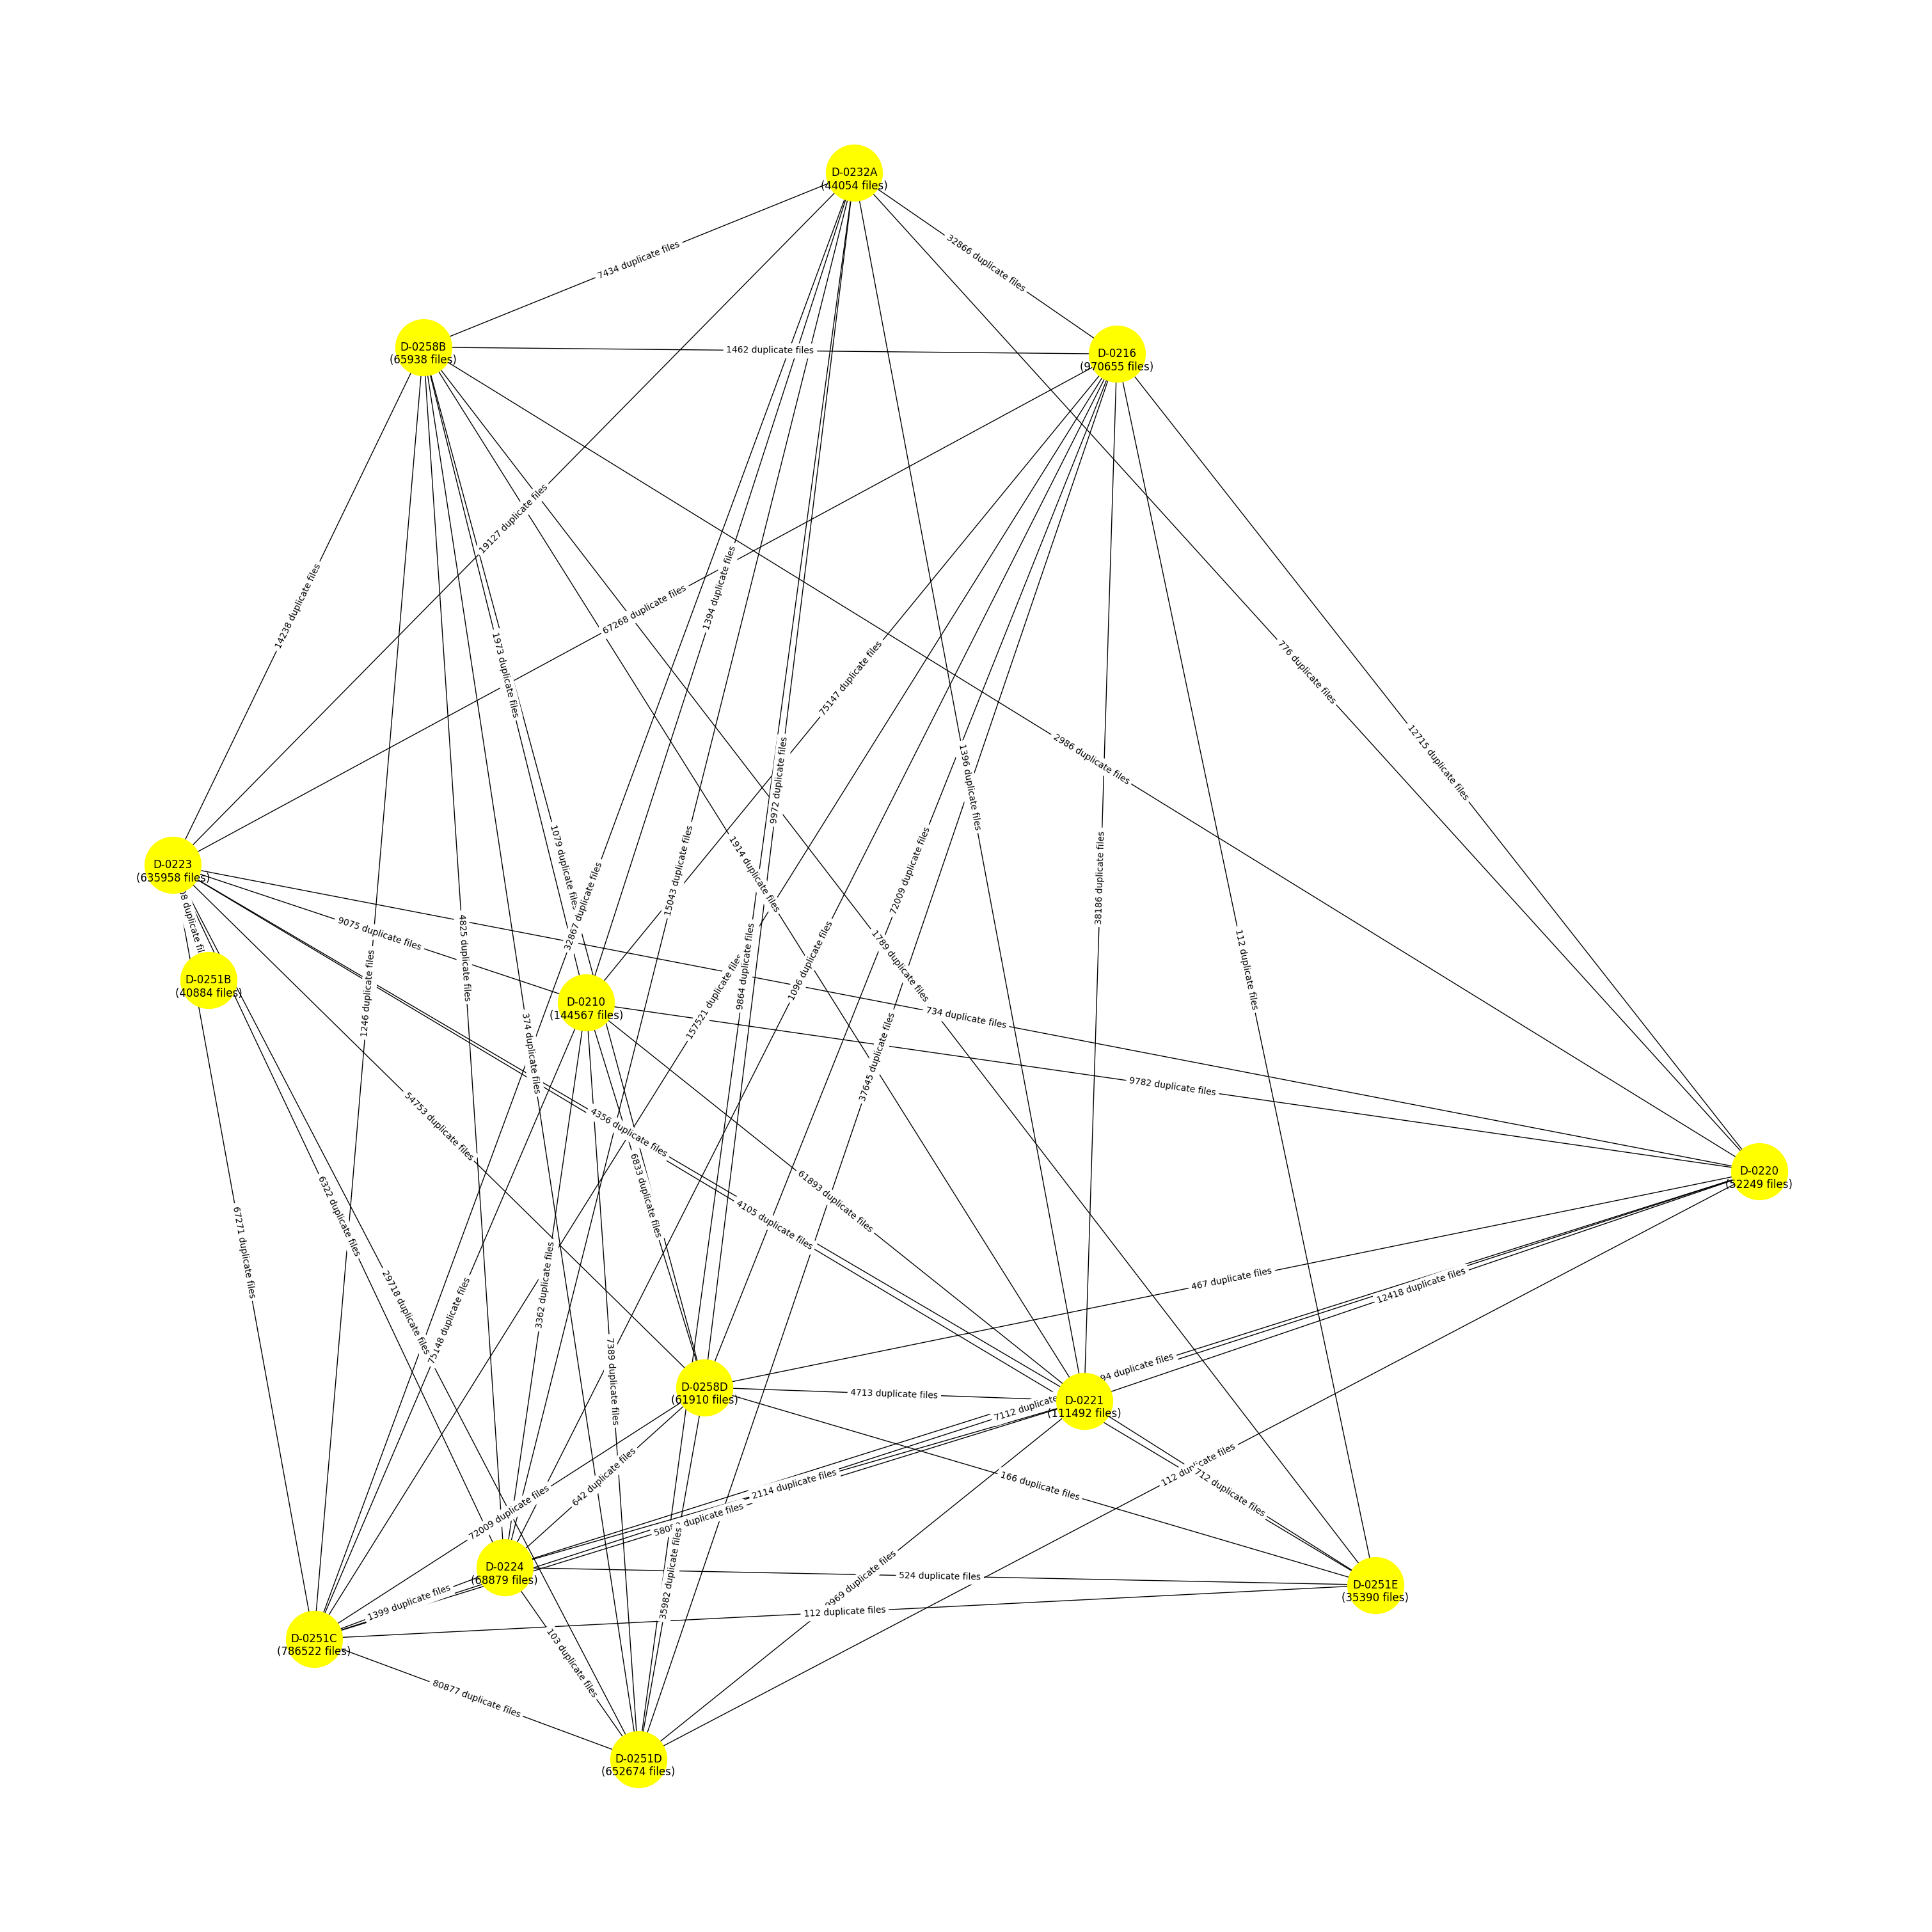 D-0232A
(44054 files)
32866 duplicate files
7434 duplicate files
D-0258B
(65938 files)
1462 duplicate files
D-0216
(970655 files)
19127 duplicate files
1394 duplicate files
14238 duplicate files
67268 duplicate files
1973 duplicate files
75147 duplicate files
776 duplicate files
12715 duplicate files
2986 duplicate files
9972 duplicate files
1396 duplicate files
D-0223
(635958 files)
duplicate
1079 duplicate files
32867 duplicate files
15043 duplicate files
1914 duplicate files
72009 duplicate files
38186 duplicate files
9075 duplicate files
D-0251B
(40884 files)
1246 duplicate files
4825 duplicate files
D-0210
(144567 files)
157521 duplicate files
9864 duplicate files
1096 duplicate files
1789 duplicate files
112 duplicate files
734 duplicate files
374 duplicate files
37645 duplicate files
9782 duplicate files
54753 duplicate files
4356 duplicate files
D-0220
(52249 files)
6833 duplicate files
61893 duplicate files
4105 duplicate files
6322 duplicate files
67271 duplicate files
29718 duplicate files
3362 duplicate files
75148 duplicate files
467 duplicate files
12418 duplicate files
7389 duplicate files
D-0258D
(61910 files)
4713 duplicate files
duplicate files
7112 duplicate
D-0221
(111492 files)
642 duplicate files
2114 duplicate files
166 duplicate files
712 duplicate files
112 duplicate files
72009 duplicate files
duplicate files
D-0224
(68879 files)
35982 duplicate files
524 duplicate files
duplicate files
D-0251E
(35390 files)
1399 duplicate files
112 duplicate files
D-0251C
(786522 files)
103 duplicate files
80877 duplicate files
D-0251D
(652674 files)